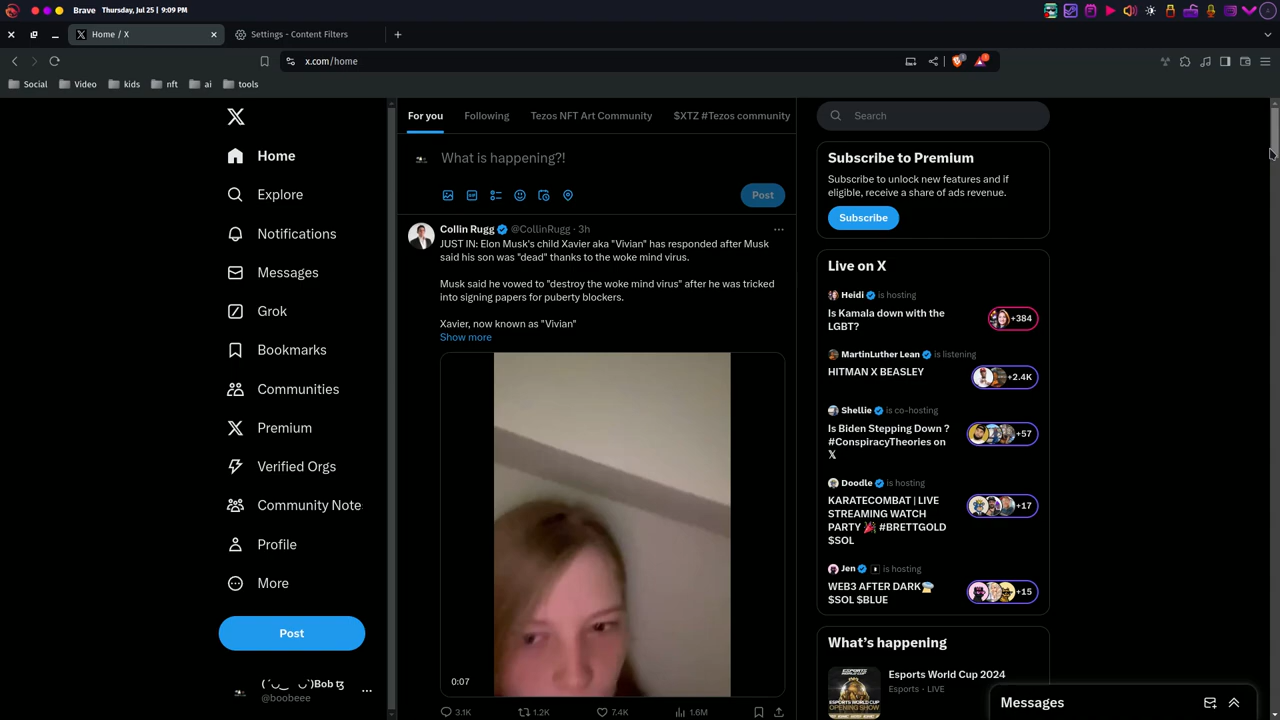 Brave Thursday, Jul 25 | 9:09 PM
Home / X
Settings - Content Filters
x.com/home
Social
Video
kids
nft
ai
tools
Home
Explore
Notifications
Messages
Grok
Bookmarks
Communities
Premium
Verified Orgs
Community Note
Profile
More
Post
Bob ꜩ
@boobeee
For you
Following
Tezos NFT Art Community
$XTZ #Tezos community
What is happening?!
Post
Collin Rugg @CollinRugg · 3h
JUST IN: Elon Musk's child Xavier aka "Vivian" has responded after Musk
said his son was "dead" thanks to the woke mind virus.
Musk said he vowed to "destroy the woke mind virus" after he was tricked
into signing papers for puberty blockers.
Xavier, now known as "Vivian"
Show more
0:07
3.1K
1.2K
7.4K
1.6M
Search
Subscribe to Premium
Subscribe to unlock new features and if
eligible, receive a share of ads revenue.
Subscribe
Live on X
Heidi is hosting
Is Kamala down with the
LGBT?
+384
MartinLuther Lean is listening
HITMAN X BEASLEY
+2.4K
Shellie is co-hosting
Is Biden Stepping Down ?
#ConspiracyTheories on
𝕏
+57
Doodle is hosting
KARATECOMBAT | LIVE
STREAMING WATCH
PARTY 🎉 #BRETTGOLD
$SOL
+17
Jen is hosting
WEB3 AFTER DARK
$SOL $BLUE
+15
What's happening
Esports World Cup 2024
Esports · LIVE
ESPORTS
WORLD CUP
OPENING SHOW
Messages